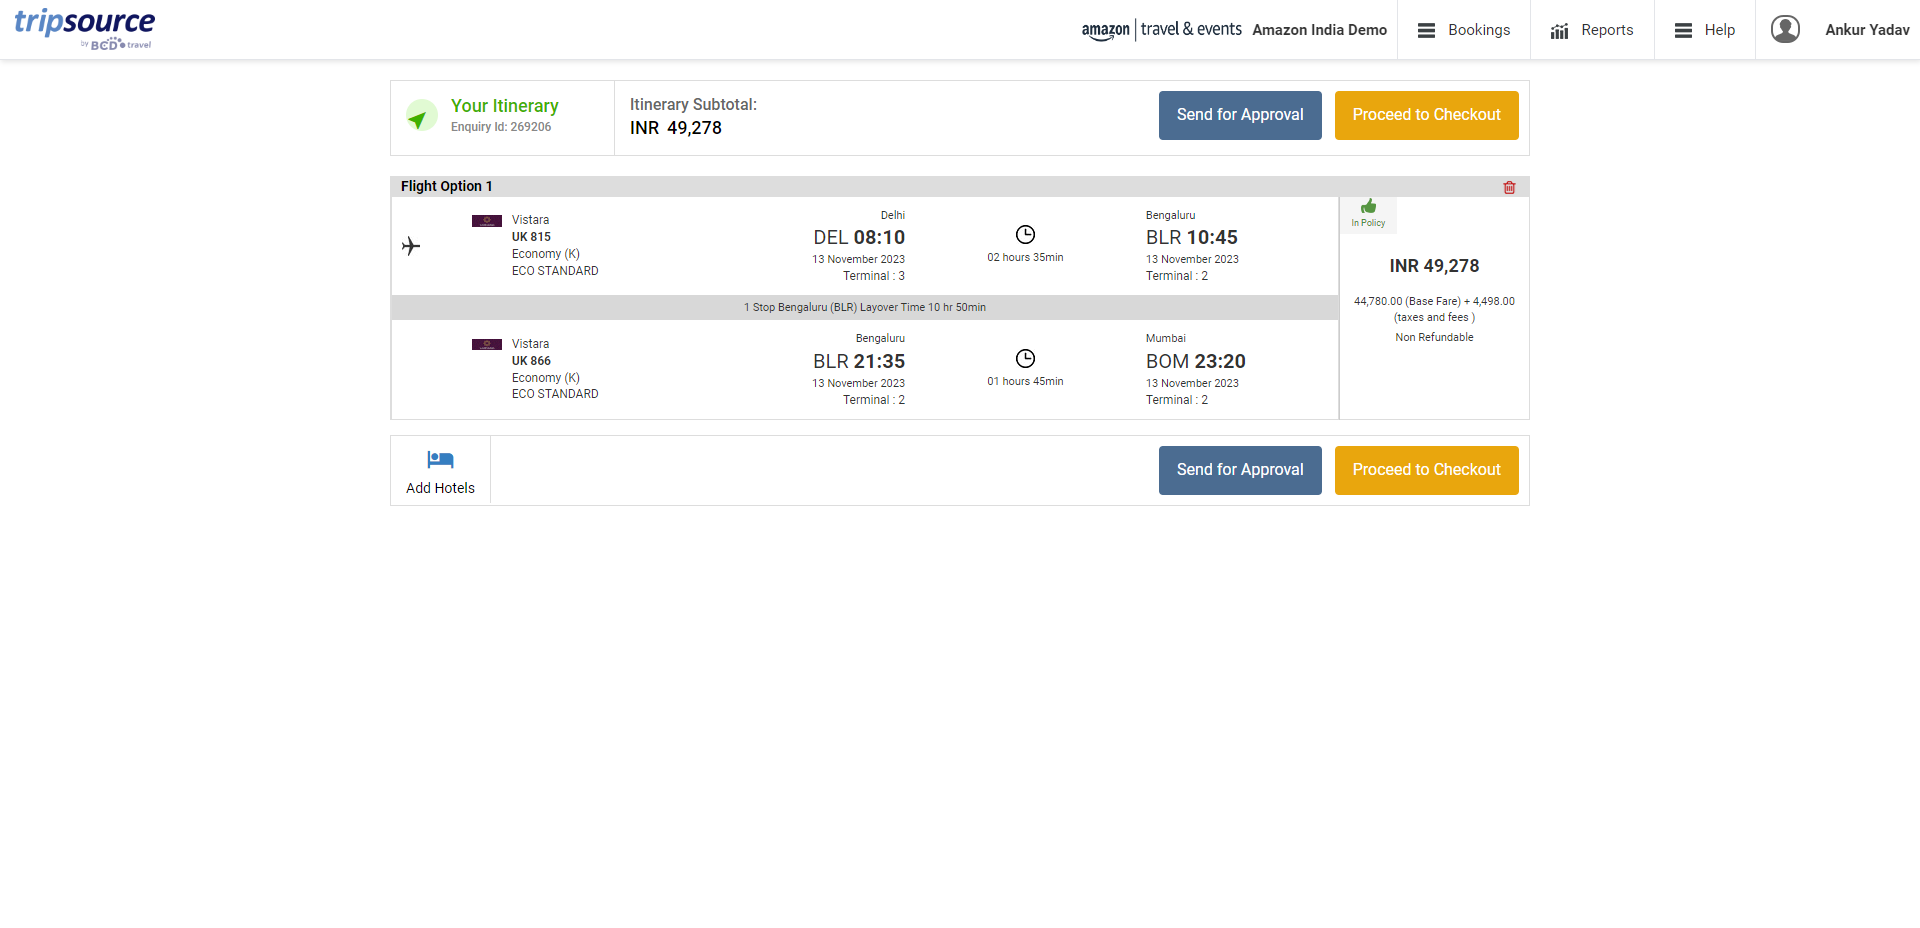 tripsource
by BCD travel
amazon | travel & events Amazon India Demo
Bookings
Reports
Help
Ankur Yadav
Your Itinerary
Enquiry Id: 269206
Itinerary Subtotal:
INR 49,278
Send for Approval
Proceed to Checkout
Flight Option 1
Vistara
UK 815
Economy (K)
ECO STANDARD
Delhi
DEL 08:10
13 November 2023
Terminal : 3
02 hours 35min
Bengaluru
BLR 10:45
13 November 2023
Terminal : 2
In Policy
INR 49,278
44,780.00 (Base Fare) + 4,498.00
(taxes and fees )
Non Refundable
1 Stop Bengaluru (BLR) Layover Time 10 hr 50min
Vistara
UK 866
Economy (K)
ECO STANDARD
Bengaluru
BLR 21:35
13 November 2023
Terminal : 2
01 hours 45min
Mumbai
BOM 23:20
13 November 2023
Terminal : 2
Add Hotels
Send for Approval
Proceed to Checkout